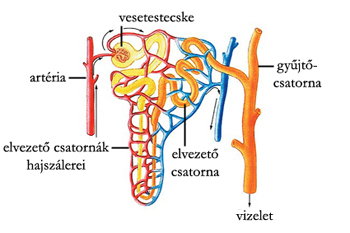 vesetestecske
artéria
gyűjtő-
csatorna
elvezető csatornák
hajszálerei
elvezető
csatorna
vizelet